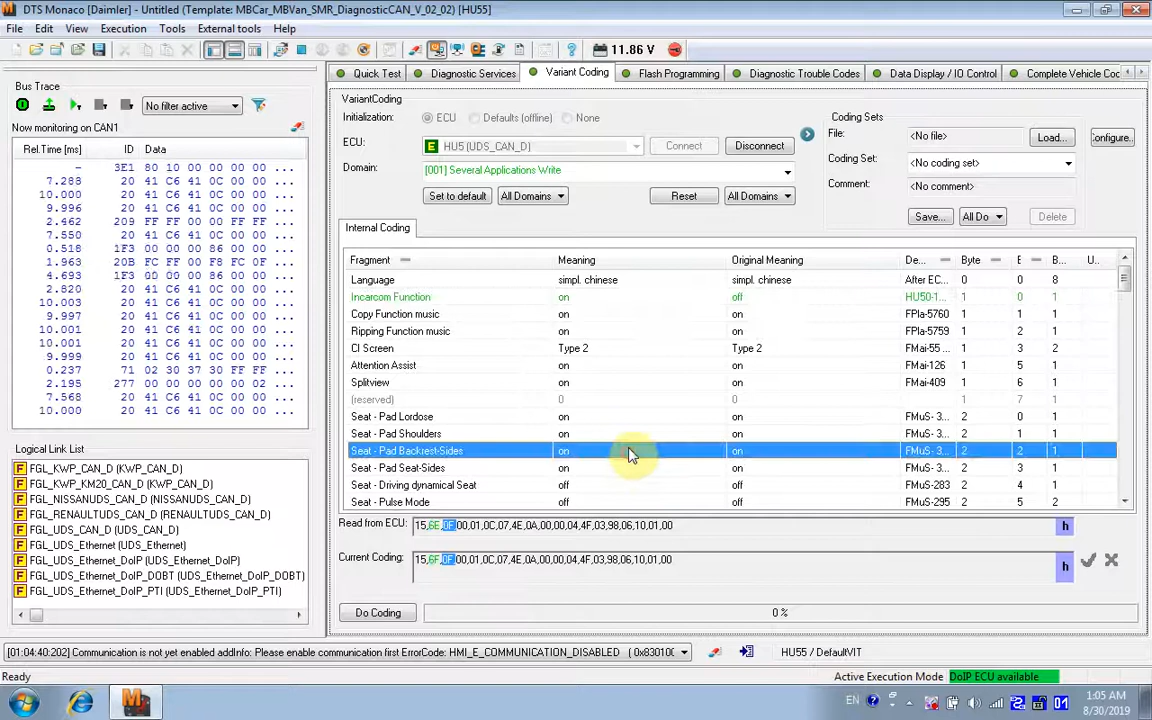 DTS Monaco [Daimler] - Untitled (Template: MBCar_MBVan_SMR_DiagnosticCAN_V_02_02) [HU55]
File Edit View Execution Tools External tools Help
11.86 V
Bus Trace
No filter active
Now monitoring on CAN1
Rel.Time [ms] ID Data
– 3E1 80 10 00 00 00 00 ...
7.283 20 41 C6 41 0C 00 00 ...
10.000 20 41 C6 41 0C 00 00 ...
9.996 20 41 C6 41 0C 00 00 ...
2.462 209 FF FF 00 00 FF FF ...
7.550 20 41 C6 41 0C 00 00 ...
0.518 1F3 00 00 00 86 00 00 ...
1.963 20B FC FF 00 F8 FC 0F ...
4.693 1F3 00 00 00 86 00 00 ...
2.820 20 41 C6 41 0C 00 00 ...
10.003 20 41 C6 41 0C 00 00 ...
9.997 20 41 C6 41 0C 00 00 ...
10.001 20 41 C6 41 0C 00 00 ...
10.001 20 41 C6 41 0C 00 00 ...
9.999 20 41 C6 41 0C 00 00 ...
0.237 71 02 30 37 30 FF FF ...
2.195 277 00 00 00 00 00 02 ...
7.568 20 41 C6 41 0C 00 00 ...
10.000 20 41 C6 41 0C 00 00 ...
Logical Link List
F FGL_KWP_CAN_D (KWP_CAN_D)
F FGL_KWP_KM20_CAN_D (KWP_KM20_CAN_D)
F FGL_NISSANUDS_CAN_D (NISSANUDS_CAN_D)
F FGL_RENAULTUDS_CAN_D (RENAULTUDS_CAN_D)
F FGL_UDS_CAN_D (UDS_CAN_D)
F FGL_UDS_Ethernet (UDS_Ethernet)
F FGL_UDS_Ethernet_DoIP (UDS_Ethernet_DoIP)
F FGL_UDS_Ethernet_DoIP_DOBT (UDS_Ethernet_DoIP_DOBT)
F FGL_UDS_Ethernet_DoIP_PTI (UDS_Ethernet_DoIP_PTI)
Quick Test Diagnostic Services Variant Coding Flash Programming Diagnostic Trouble Codes Data Display / IO Control Complete Vehicle Coc
VariantCoding
Initialization: ECU Defaults (offline) None
ECU: E HU5 (UDS_CAN_D) Connect Disconnect
Domain: [001] Several Applications Write
Set to default All Domains Reset All Domains
Coding Sets
File: <No file> Load... Configure..
Coding Set: <No coding set>
Comment: <No comment>
Save... All Do Delete
Internal Coding
Fragment Meaning Original Meaning De... Byte E B... U..
Language simpl. chinese simpl. chinese After EC... 0 0 8
Incarcom Function on off HU50-1... 1 0 1
Copy Function music on on FPla-5760 1 1 1
Ripping Function music on on FPla-5759 1 2 1
CI Screen Type 2 Type 2 FMai-55 ... 1 3 2
Attention Assist on on FMai-126 1 5 1
Splitview on on FMai-409 1 6 1
(reserved) 0 0 1 7 1
Seat - Pad Lordose on on FMuS- 3... 2 0 1
Seat - Pad Shoulders on on FMuS- 3... 2 1 1
Seat - Pad Backrest-Sides on on FMuS- 3... 2 2 1
Seat - Pad Seat-Sides on on FMuS- 3... 2 3 1
Seat - Driving dynamical Seat off off FMuS-283 2 4 1
Seat - Pulse Mode off off FMuS-295 2 5 1
Read from ECU: 15,6E,0F,00,01,0C,07,4E,0A,00,00,04,4F,03,98,06,10,01,00 h
Current Coding: 15,6F,0F,00,01,0C,07,4E,0A,00,00,04,4F,03,98,06,10,01,00 h
Do Coding 0 %
[01:04:40:202] Communication is not yet enabled addInfo: Please enable communication first ErrorCode: HMI_E_COMMUNICATION_DISABLED ( 0x83010(
HU55 / DefaultVIT
Ready
Active Execution Mode DoIP ECU available
EN
01
1:05 AM
8/30/2019